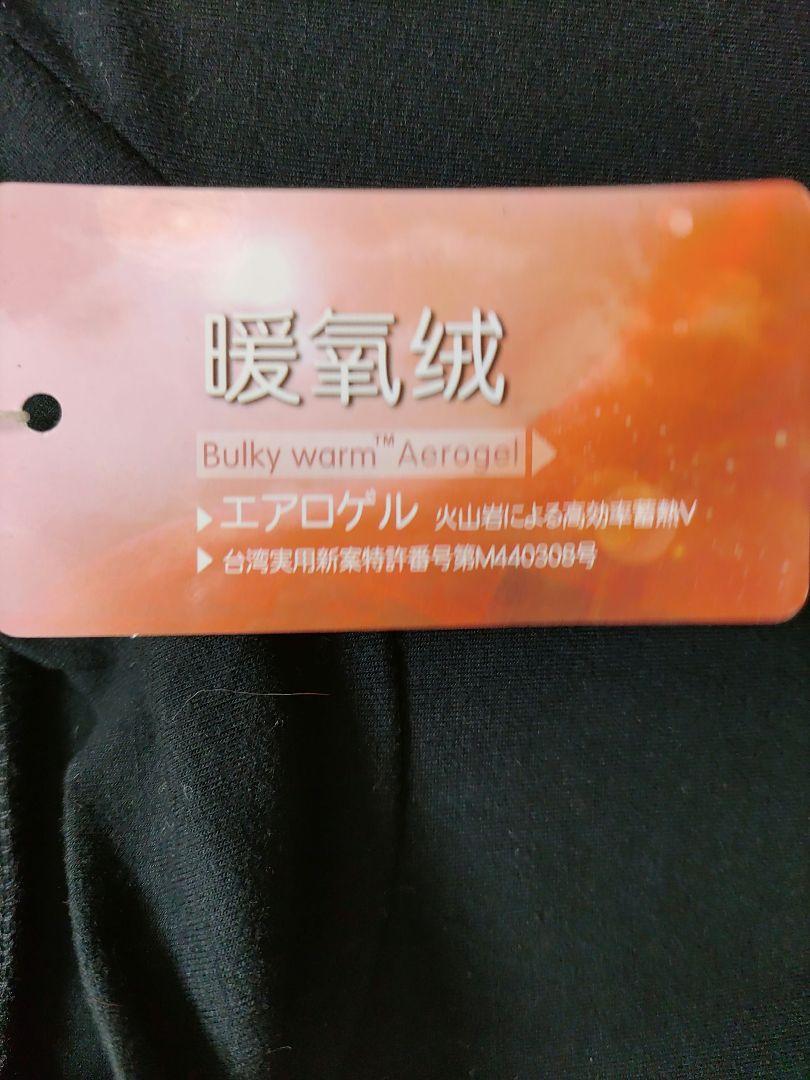 暖氧绒
Bulky warm™ Aerogel
エアロゲル 火山岩による高効率蓄熱V
台湾実用新案特許番号第M440308号